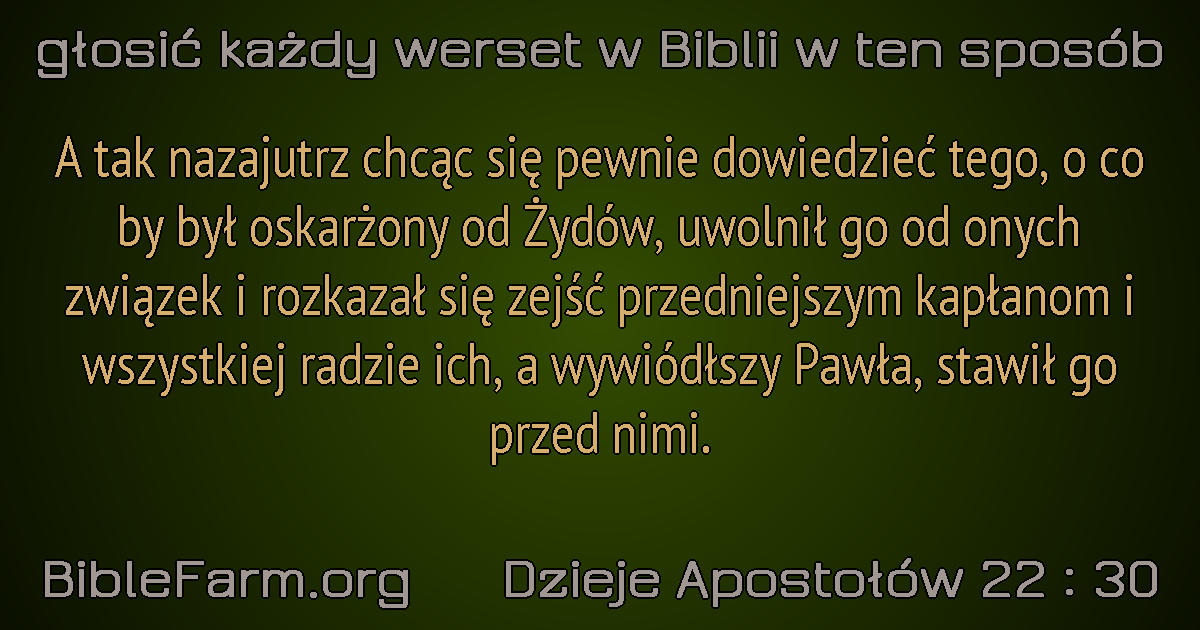 głosić każdy werset w Biblii w ten sposób
A tak nazajutrz chcąc się pewnie dowiedzieć tego, o co
by był oskarżony od Żydów, uwolnił go od onych
związek i rozkazał się zejść przedniejszym kapłanom i
wszystkiej radzie ich, a wywiódłszy Pawła, stawił go
przed nimi.
BibleFarm.org Dzieje Apostołów 22 : 30